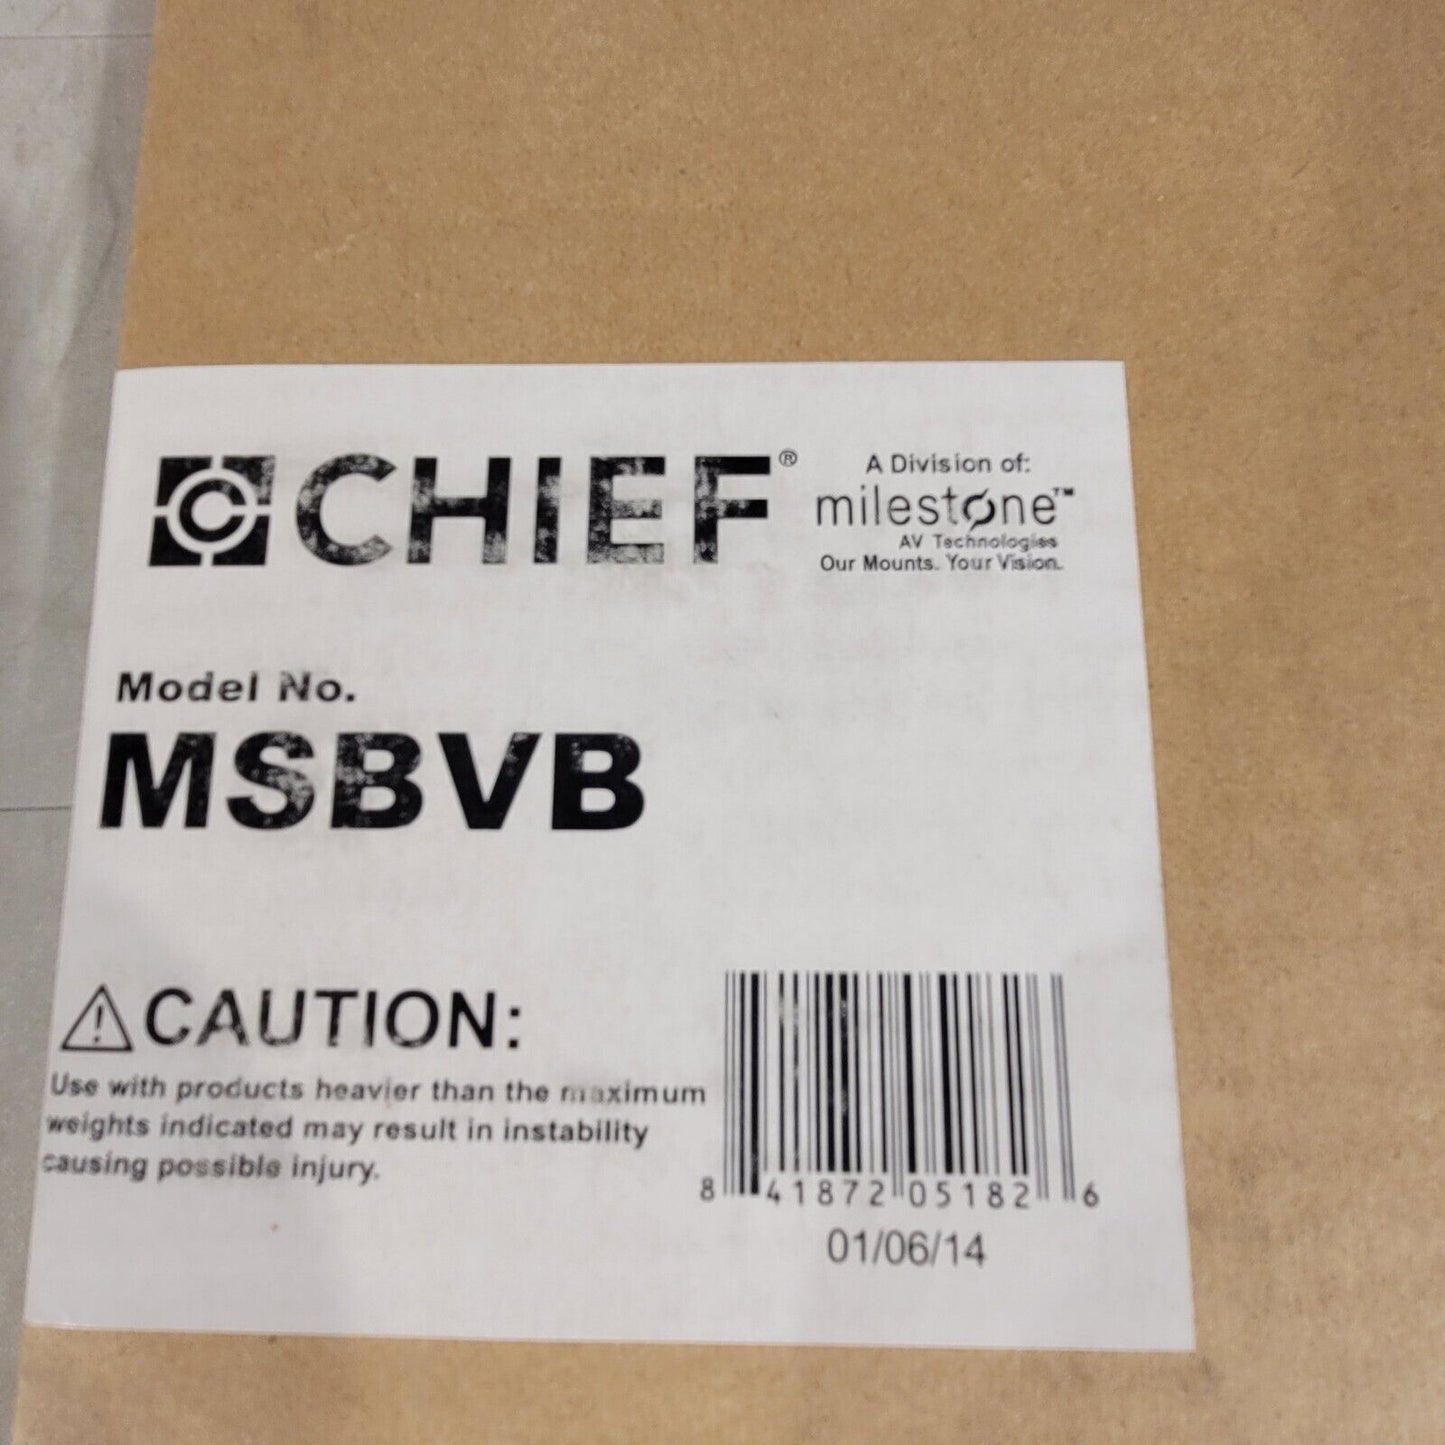 CHIEF®
A Division of:
milestone™
AV Technologies
Our Mounts. Your Vision.
Model No.
MSBVB
CAUTION:
Use with products heavier than the maximum
weights indicated may result in instability
causing possible injury.
8 41872 05182 6
01/06/14